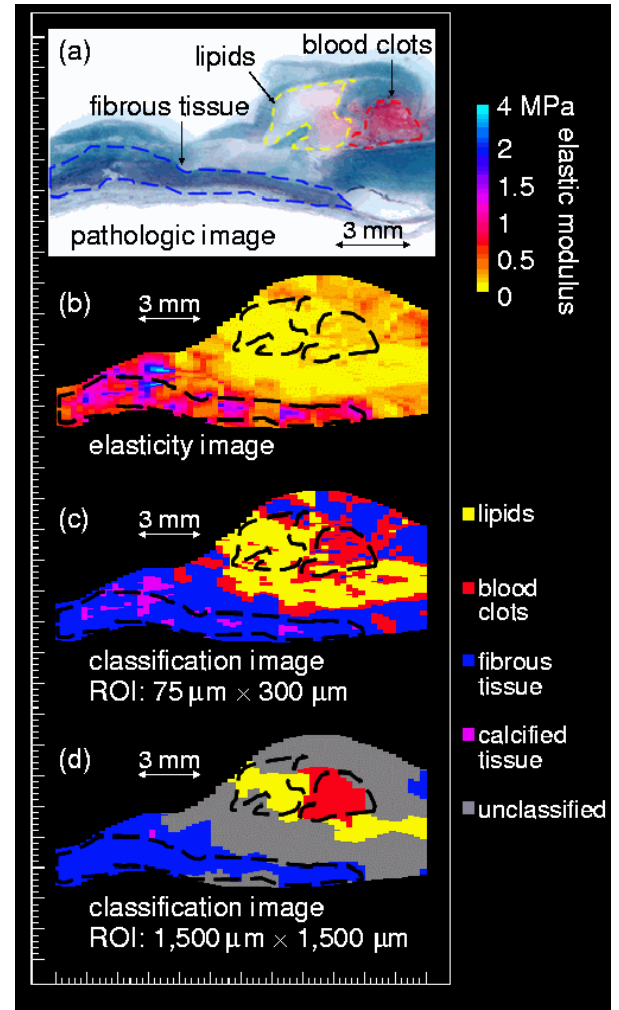 (a)
blood clots
lipids
fibrous tissue
pathologic image
3 mm
4 MPa
2
1.5
1
0.5
0
elastic modulus
(b)
3 mm
elasticity image
(c)
3 mm
classification image
ROI: 75 μm × 300 μm
lipids
blood
clots
fibrous
tissue
calcified
tissue
unclassified
(d)
3 mm
classification image
ROI: 1,500 μm × 1,500 μm